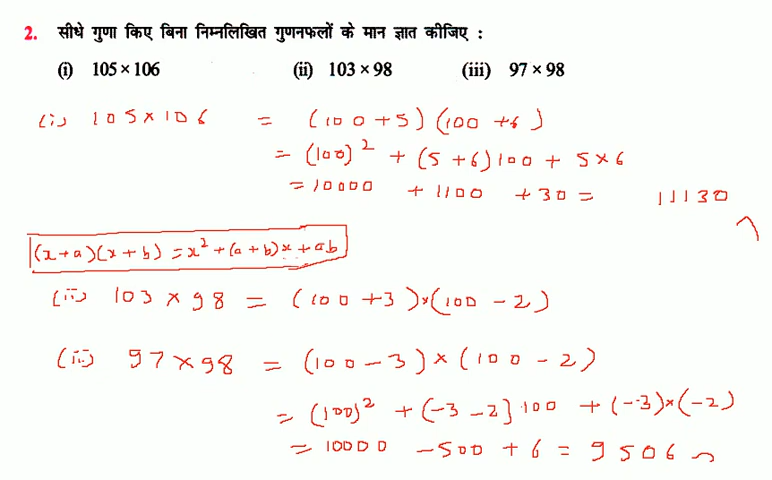 2. सीधे गुणा किए बिना निम्नलिखित गुणनफलों के मान ज्ञात कीजिए :
(i) 105 × 106 (ii) 103 × 98 (iii) 97 × 98
(i) 105 × 106 = (100 + 5) (100 + 6)
= (100)² + (5 + 6) 100 + 5 × 6
= 10000 + 1100 + 30 = 11130
(x + a) (x + b) = x² + (a + b) x + ab
(ii) 103 × 98 = (100 + 3) × (100 - 2)
(iii) 97 × 98 = (100 - 3) × (100 - 2)
= (100)² + (-3 - 2] 100 + (-3) × (-2)
= 10000 - 500 + 6 = 9506